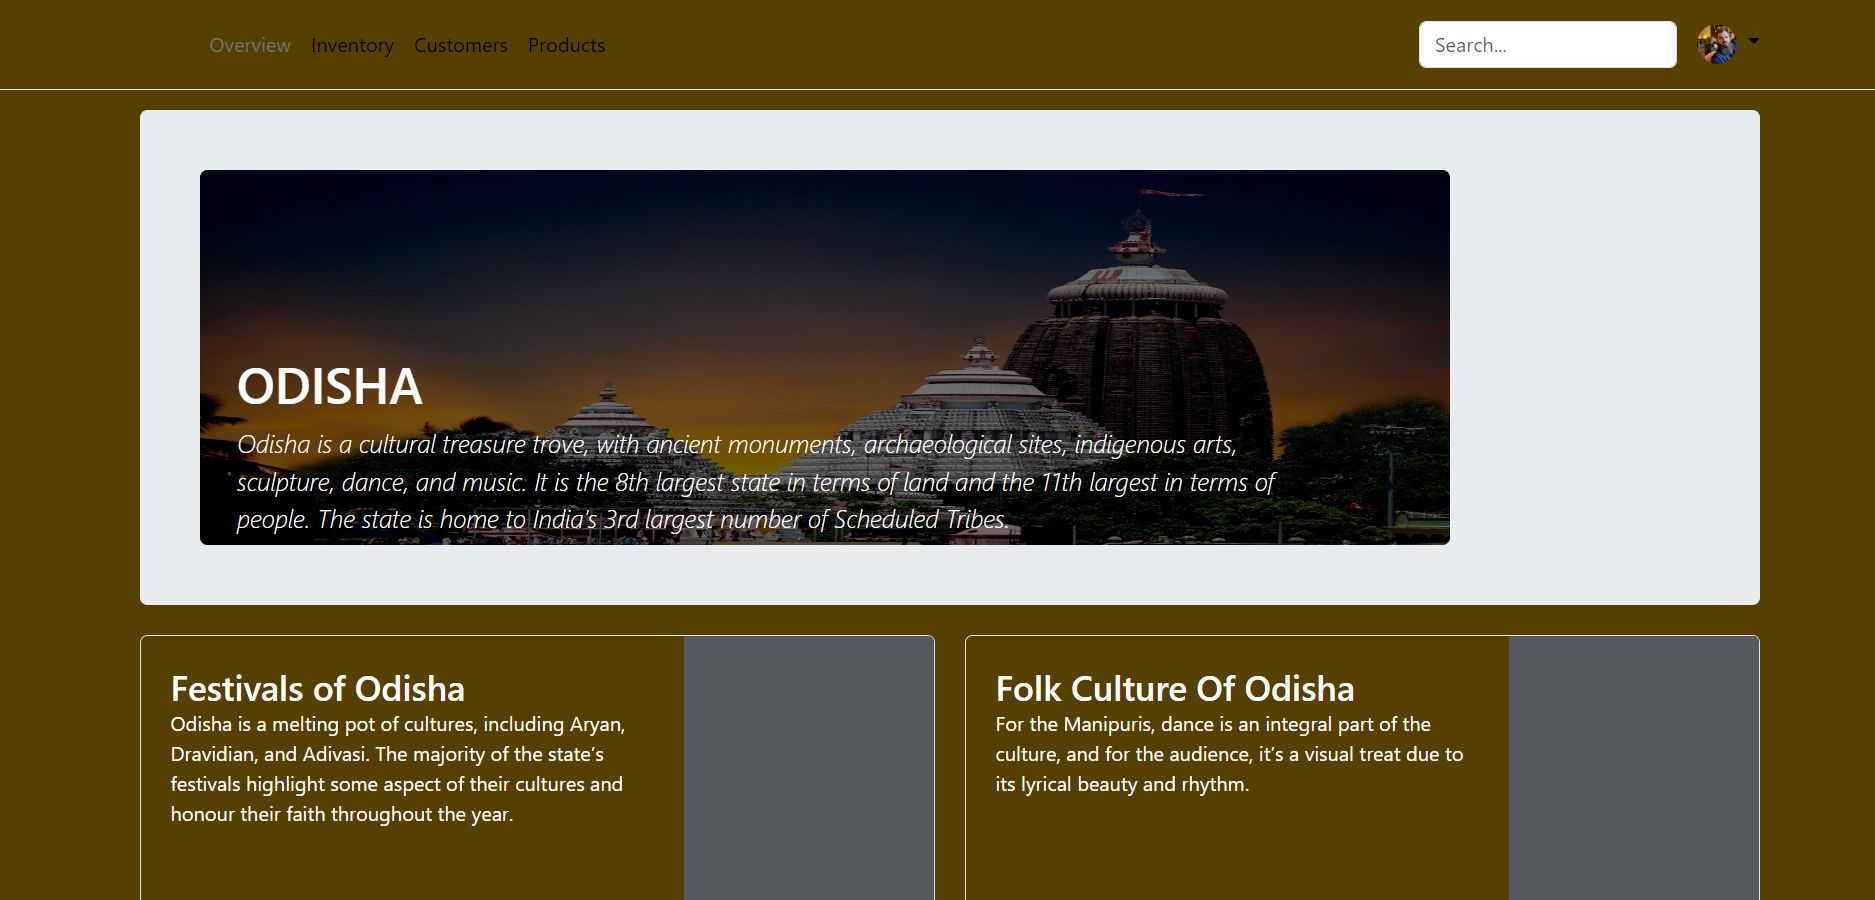 Overview Inventory Customers Products Search...
ODISHA
Odisha is a cultural treasure trove, with ancient monuments, archaeological sites, indigenous arts,
sculpture, dance, and music. It is the 8th largest state in terms of land and the 11th largest in terms of
people. The state is home to India's 3rd largest number of Scheduled Tribes.
Festivals of Odisha
Odisha is a melting pot of cultures, including Aryan,
Dravidian, and Adivasi. The majority of the state’s
festivals highlight some aspect of their cultures and
honour their faith throughout the year.
Folk Culture Of Odisha
For the Manipuris, dance is an integral part of the
culture, and for the audience, it’s a visual treat due to
its lyrical beauty and rhythm.